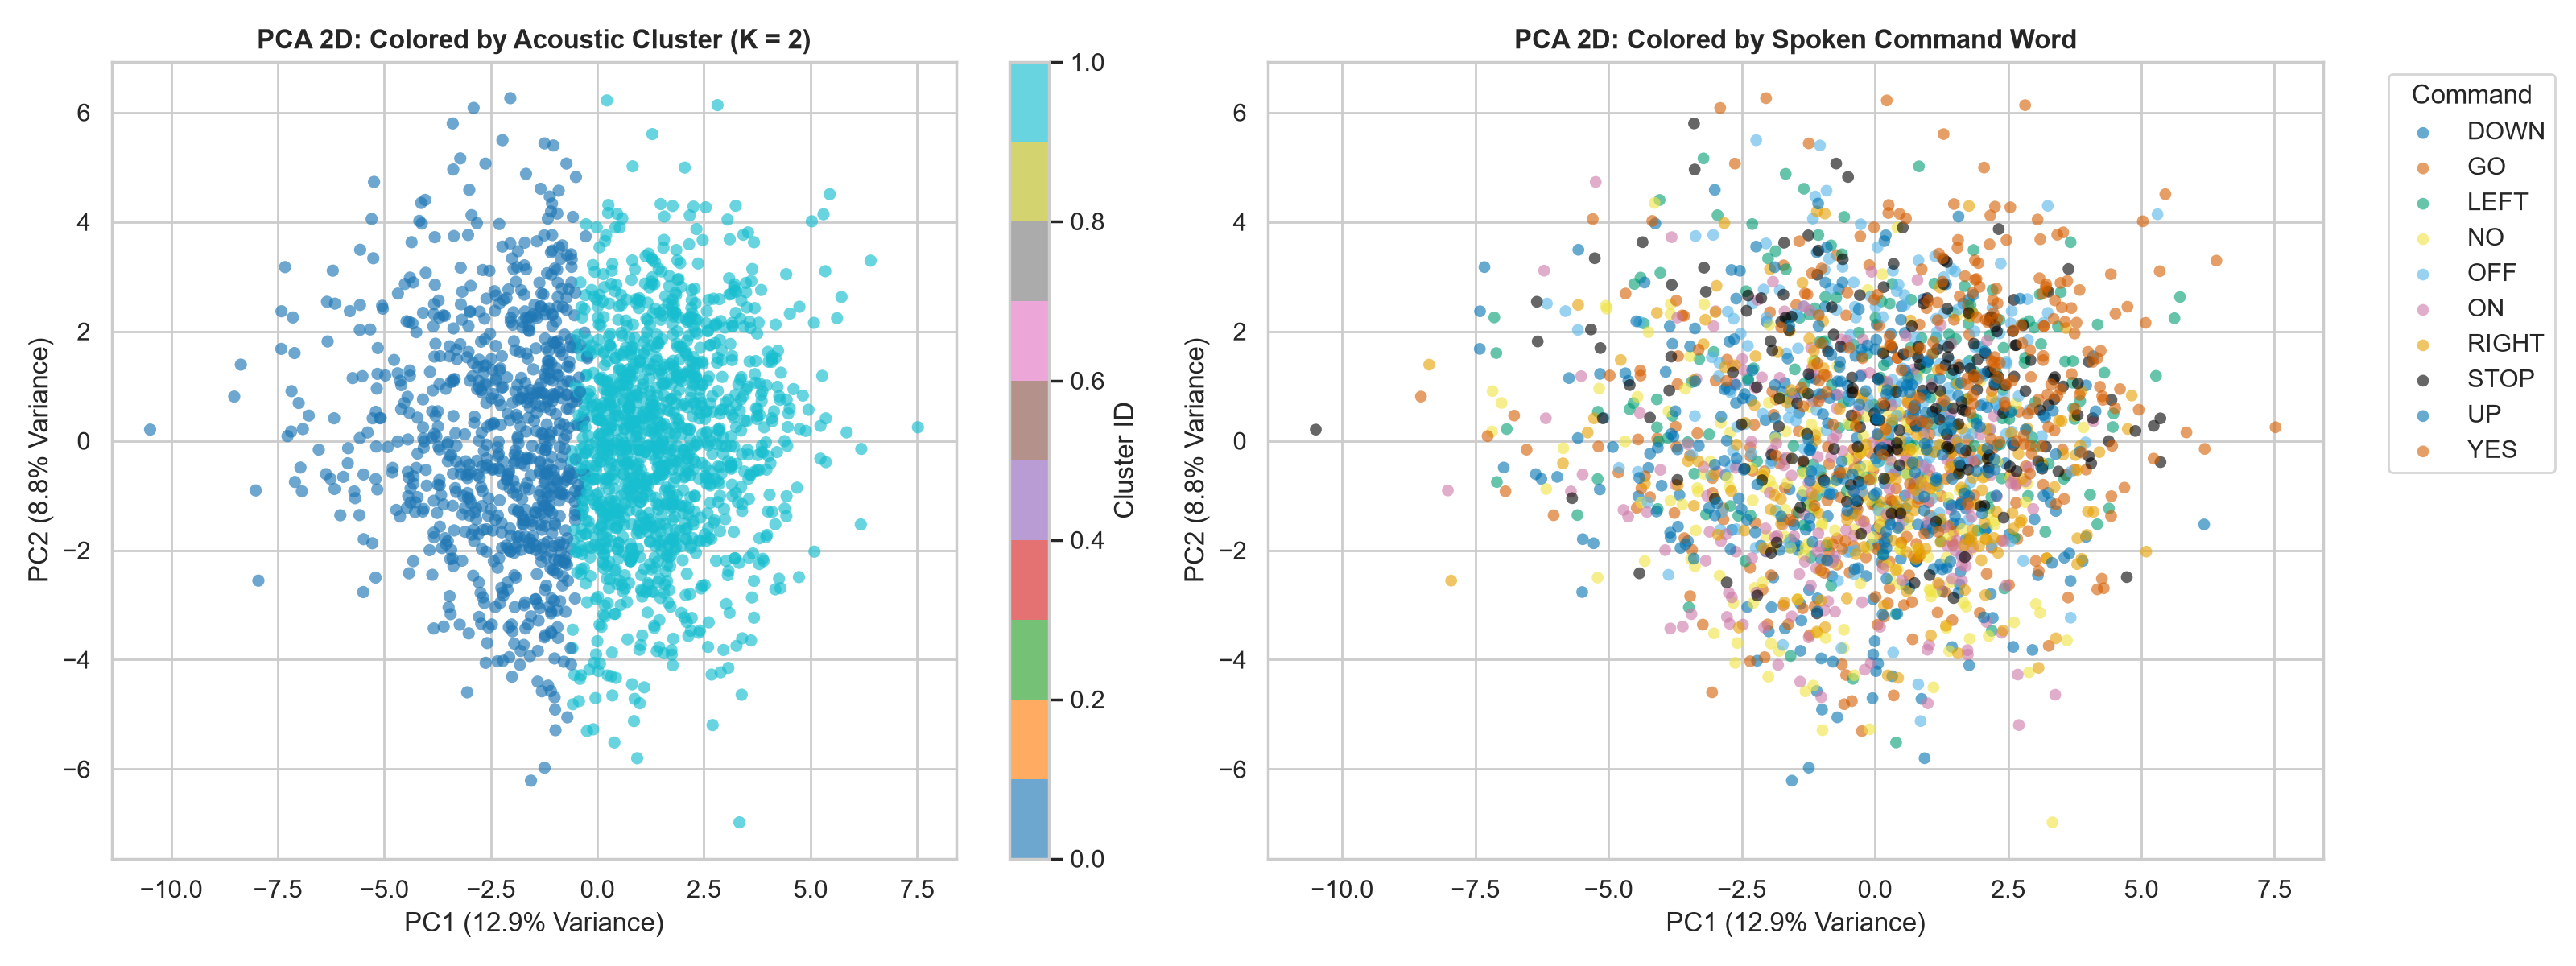 PCA 2D: Colored by Acoustic Cluster (K = 2)
6
4
2
0
−2
−4
−6
PC2 (8.8% Variance)
−10.0 −7.5 −5.0 −2.5 0.0 2.5 5.0 7.5
PC1 (12.9% Variance)
1.0
0.8
0.6
0.4
0.2
0.0
Cluster ID
PCA 2D: Colored by Spoken Command Word
6
4
2
0
−2
−4
−6
PC2 (8.8% Variance)
−10.0 −7.5 −5.0 −2.5 0.0 2.5 5.0 7.5
PC1 (12.9% Variance)
Command
DOWN
GO
LEFT
NO
OFF
ON
RIGHT
STOP
UP
YES